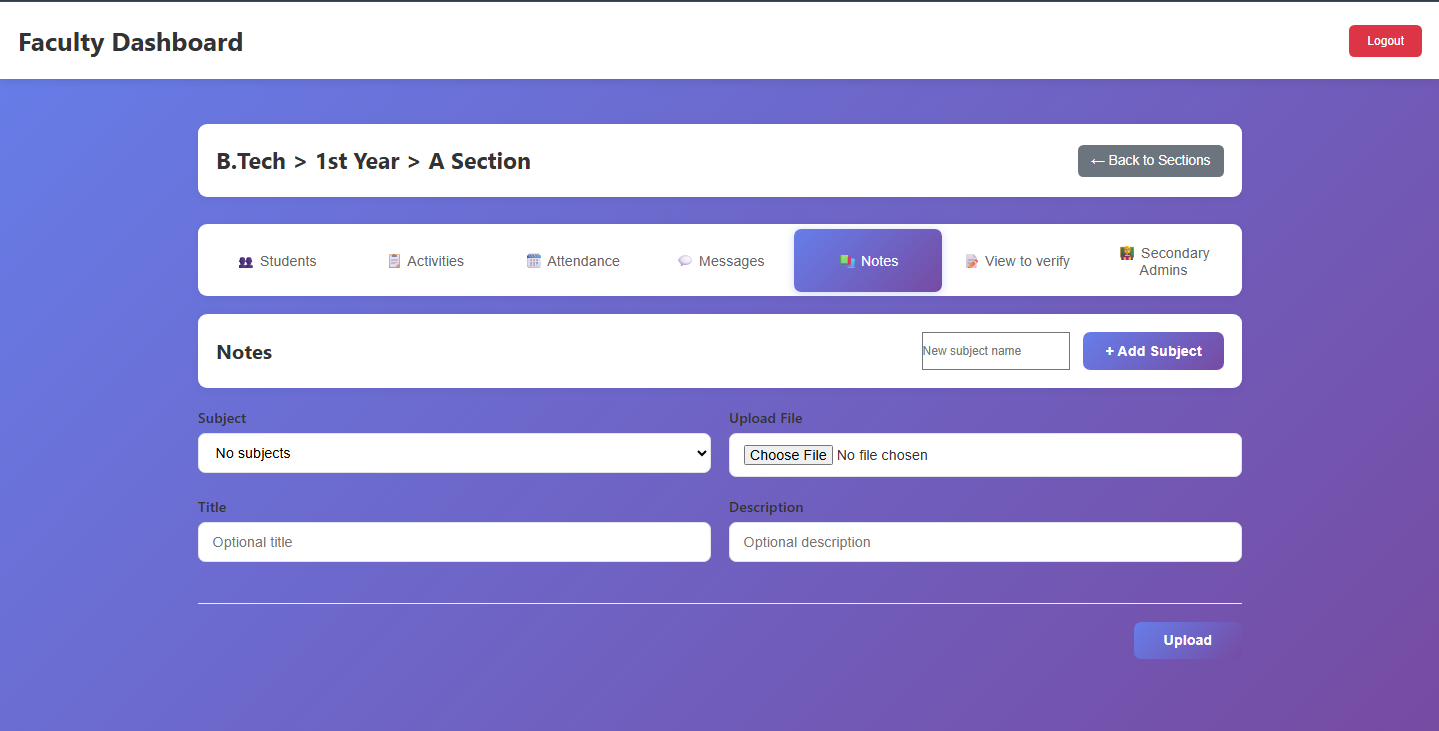 Faculty Dashboard
Logout
B.Tech > 1st Year > A Section
← Back to Sections
Students
Activities
Attendance
Messages
Notes
View to verify
Secondary
Admins
Notes
New subject name
+ Add Subject
Subject
Upload File
No subjects
Choose File No file chosen
Title
Description
Optional title
Optional description
Upload